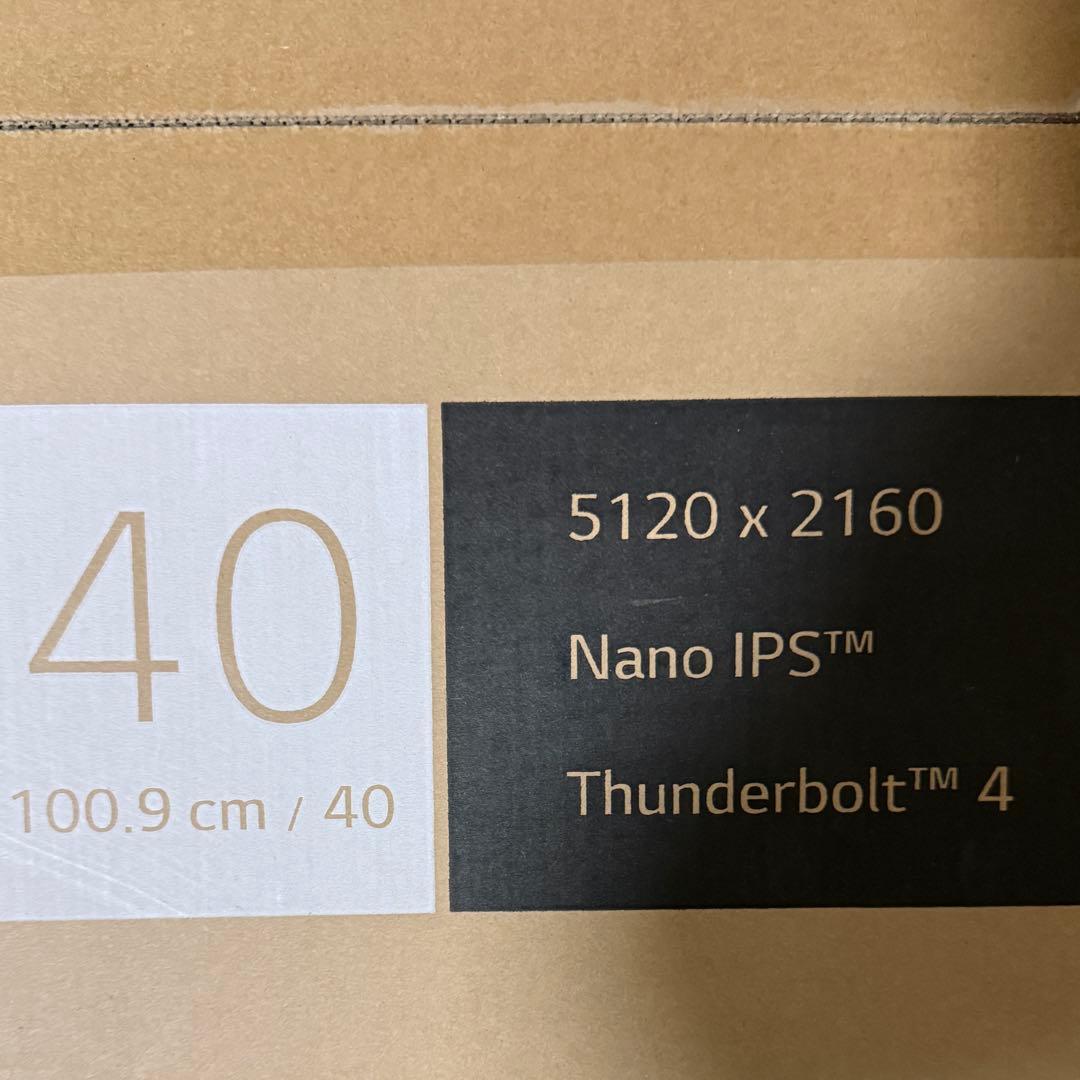 40
100.9 cm / 40
5120 x 2160
Nano IPS™
Thunderbolt™ 4